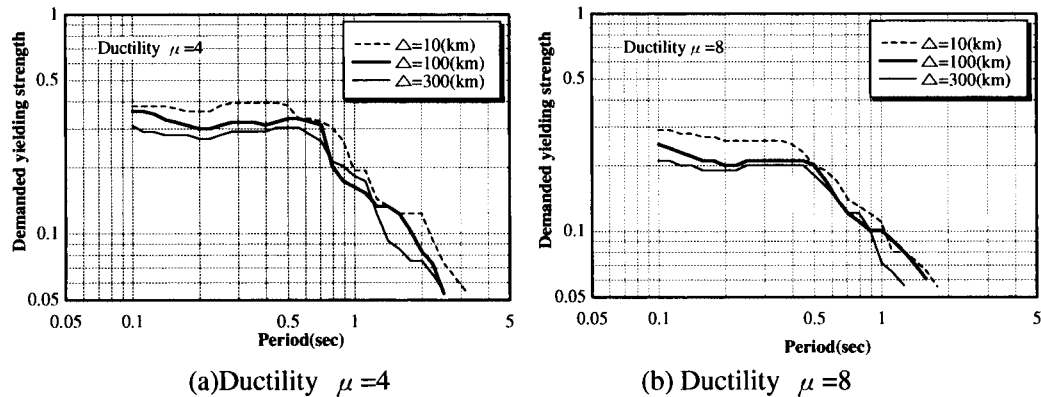 Demanded yielding strength
1
0.5
0.1
0.05
Ductility μ=4
△=10(km)
△=100(km)
△=300(km)
0.05 0.1 0.5 1 5
Period(sec)
(a)Ductility μ=4
Demanded yielding strength
1
0.5
0.1
0.05
Ductility μ=8
△=10(km)
△=100(km)
△=300(km)
0.05 0.1 0.5 1 5
Period(sec)
(b) Ductility μ=8